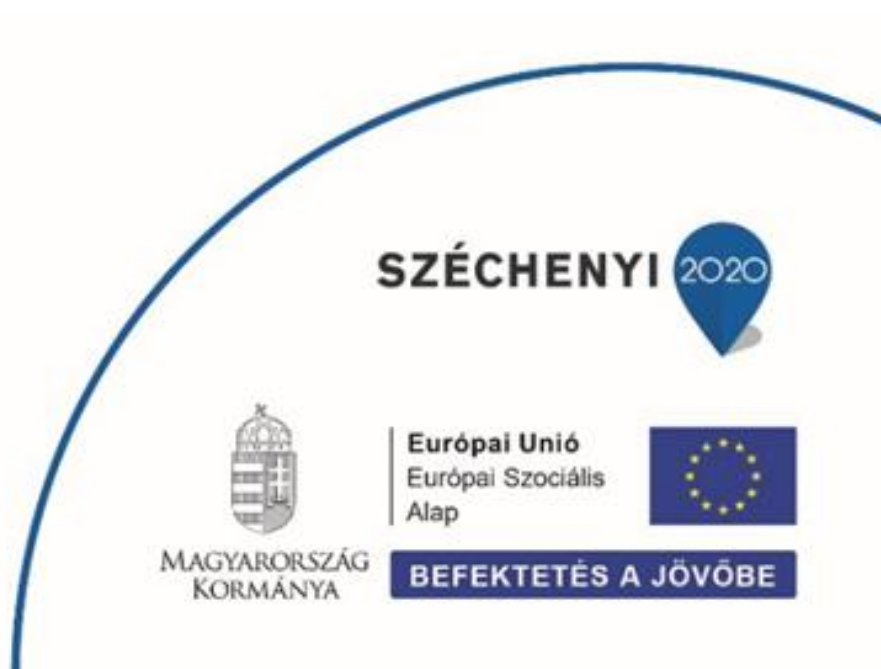 SZÉCHENYI 2020
Európai Unió
Európai Szociális
Alap
MAGYARORSZÁG
KORMÁNYA
BEFEKTETÉS A JÖVŐBE